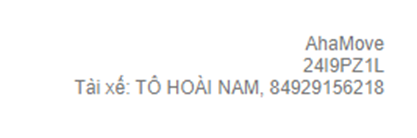 AhaMove
24I9PZ1L
Tài xế: TÔ HOÀI NAM, 84929156218